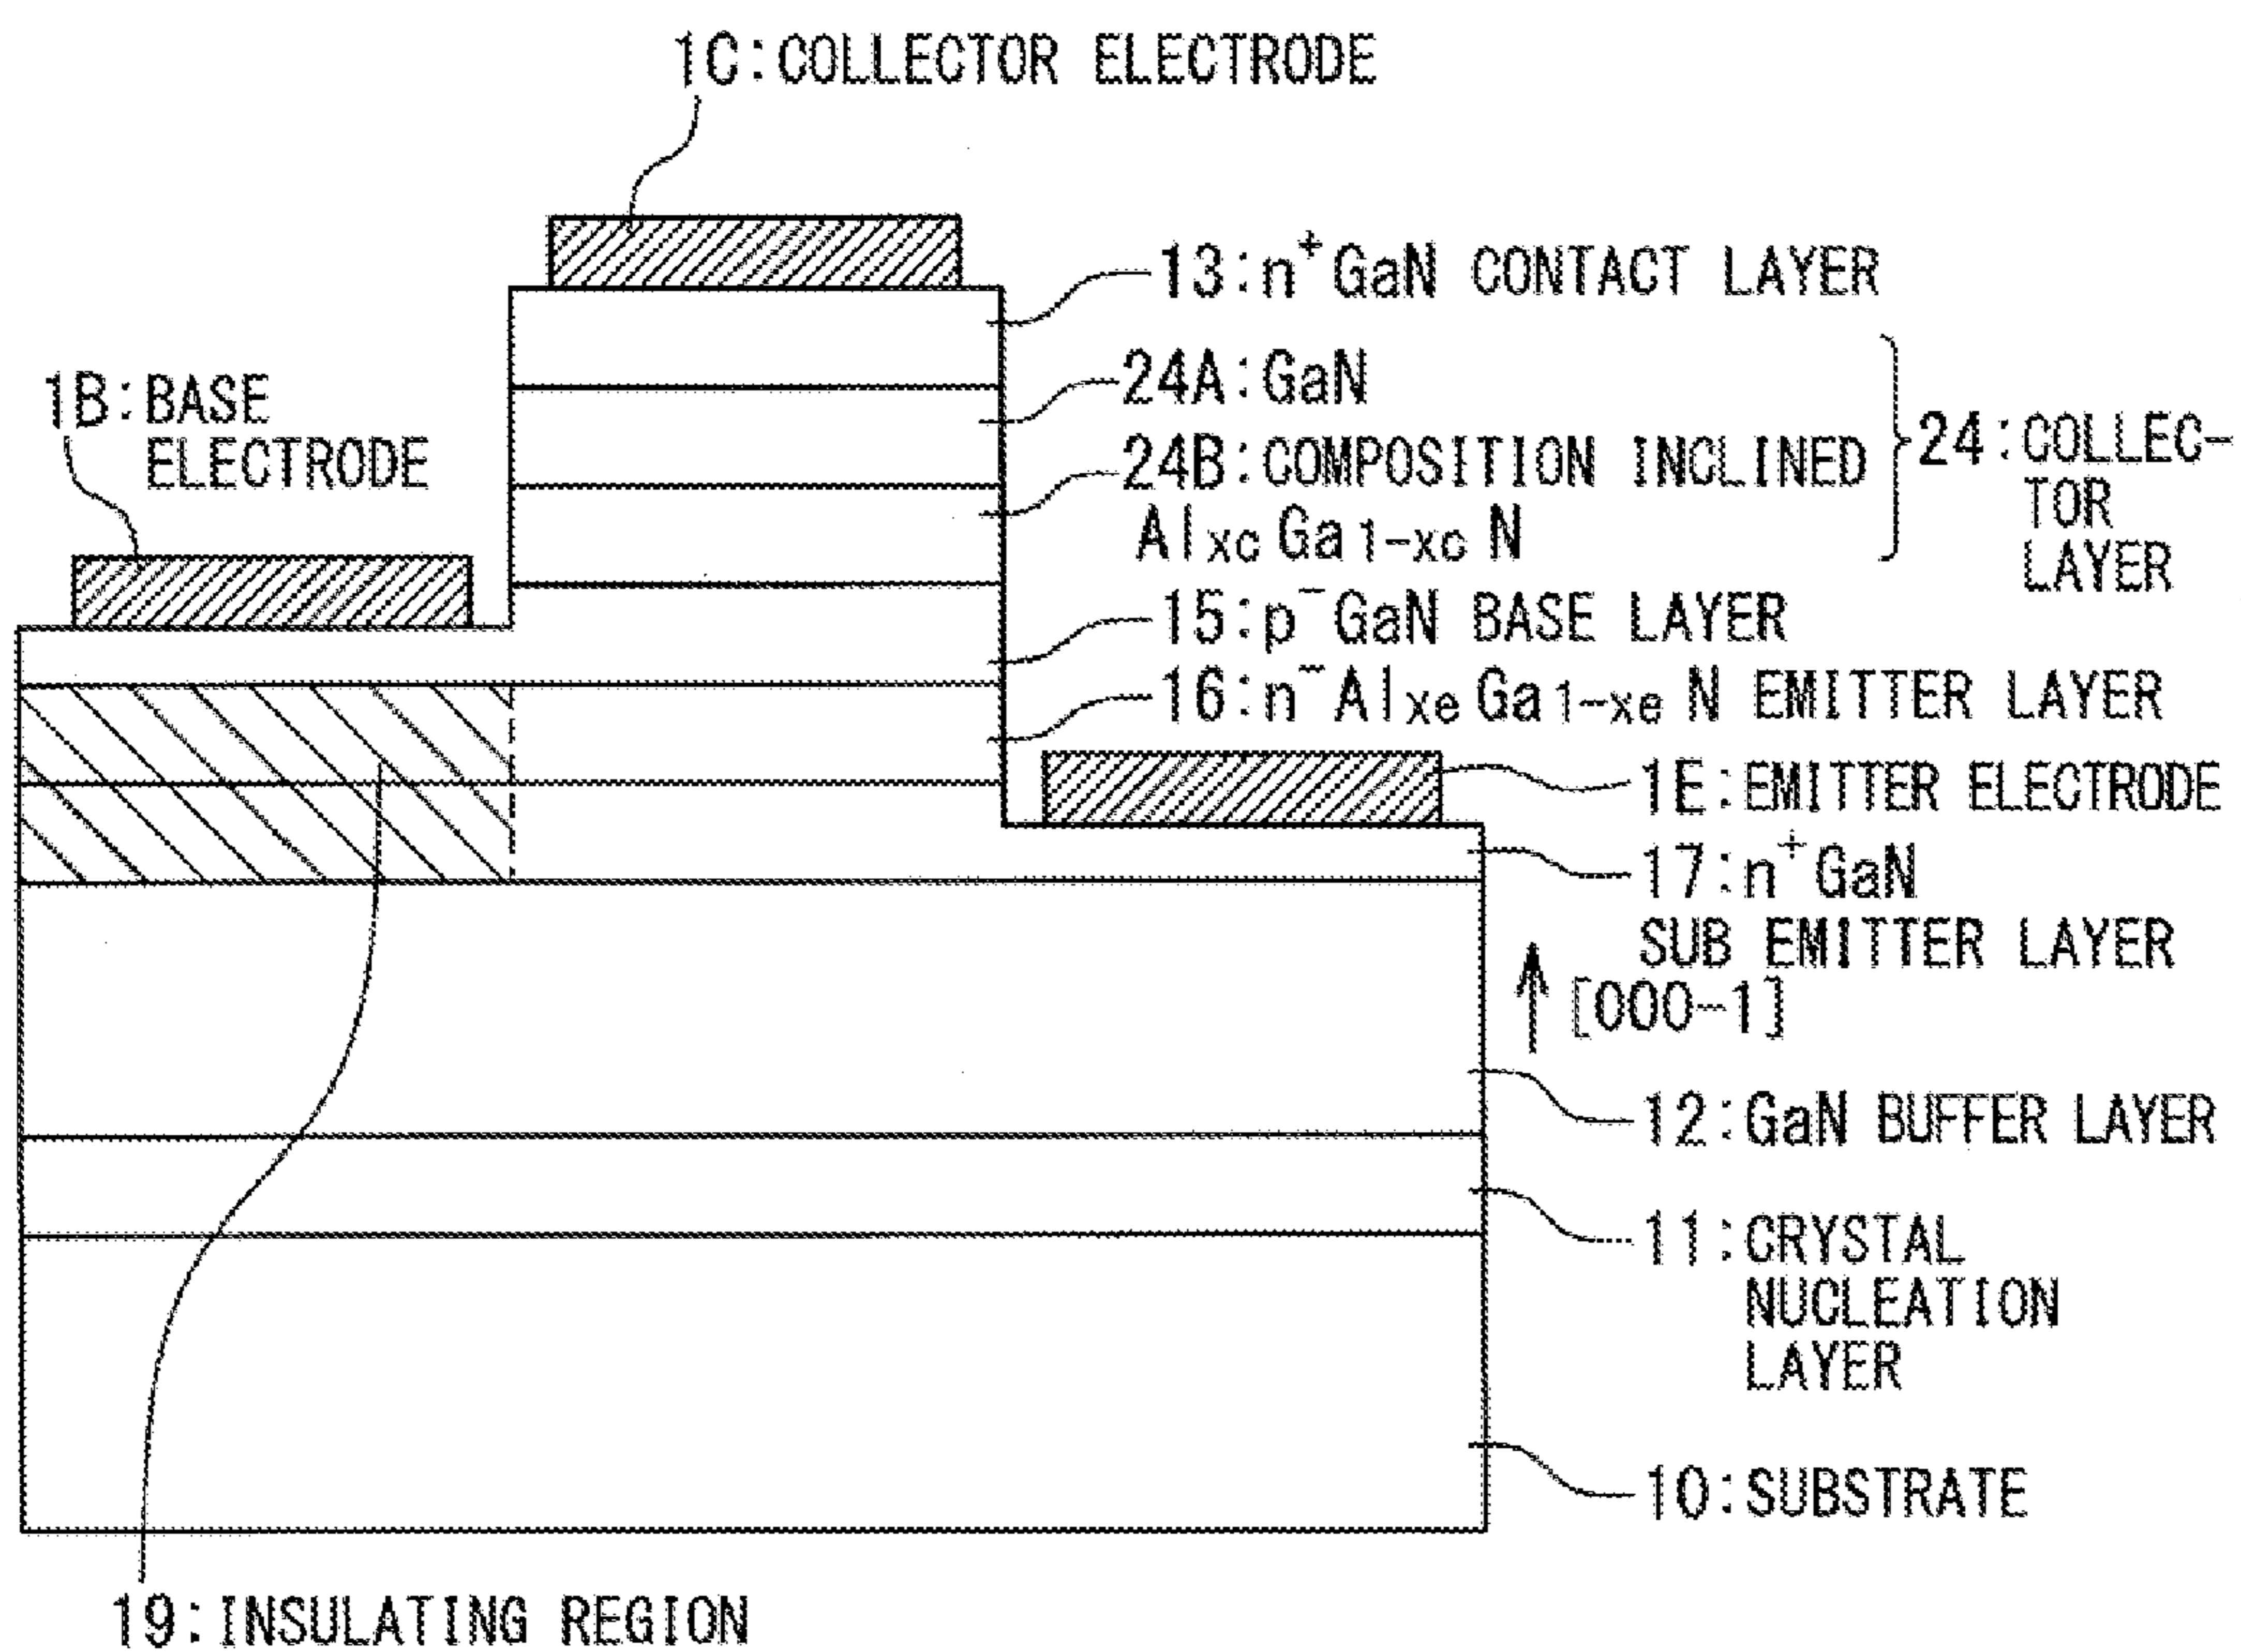 1C:COLLECTOR ELECTRODE
13:n⁺GaN CONTACT LAYER
24A:GaN
1B:BASE
ELECTRODE
24B:COMPOSITION INCLINED
AlxcGa1-xcN
24:COLLEC-
TOR
LAYER
15:p⁻GaN BASE LAYER
16:n⁻AlxeGa1-xeN EMITTER LAYER
1E:EMITTER ELECTRODE
17:n⁺GaN
SUB EMITTER LAYER
[000-1]
12:GaN BUFFER LAYER
11:CRYSTAL
NUCLEATION
LAYER
10:SUBSTRATE
19:INSULATING REGION